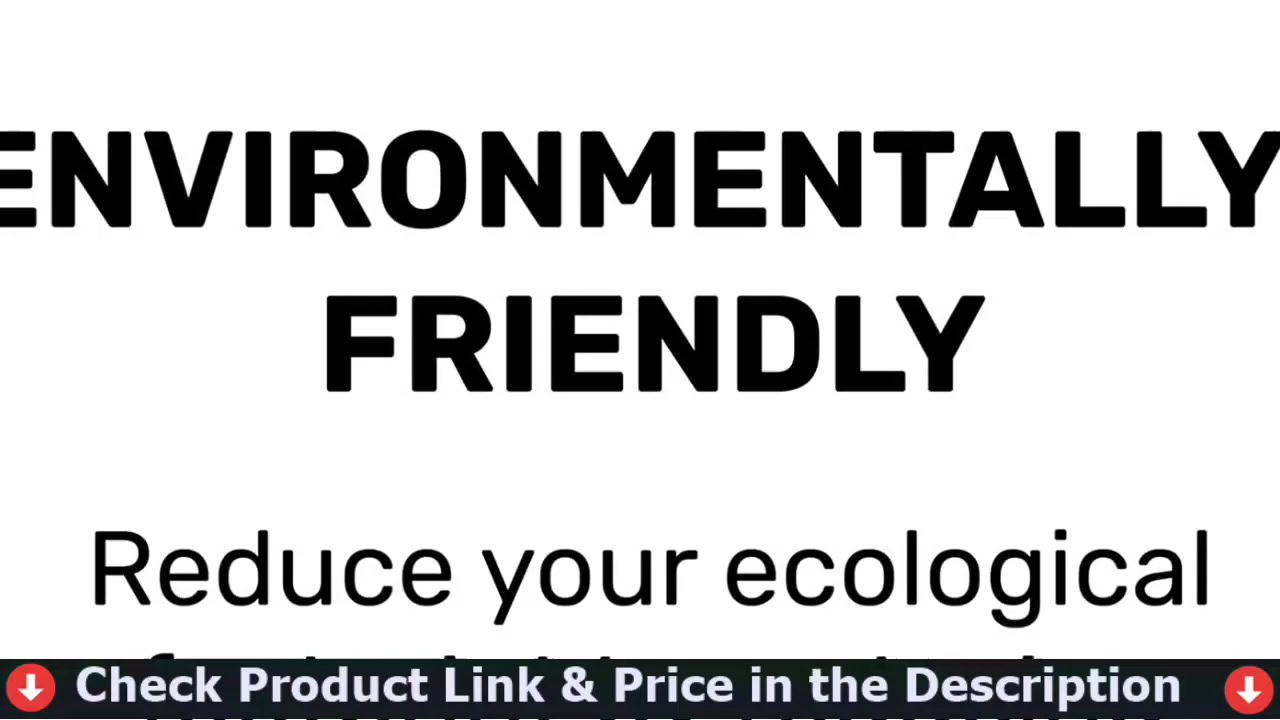 ENVIRONMENTALLY
FRIENDLY
Reduce your ecological
Check Product Link & Price in the Description